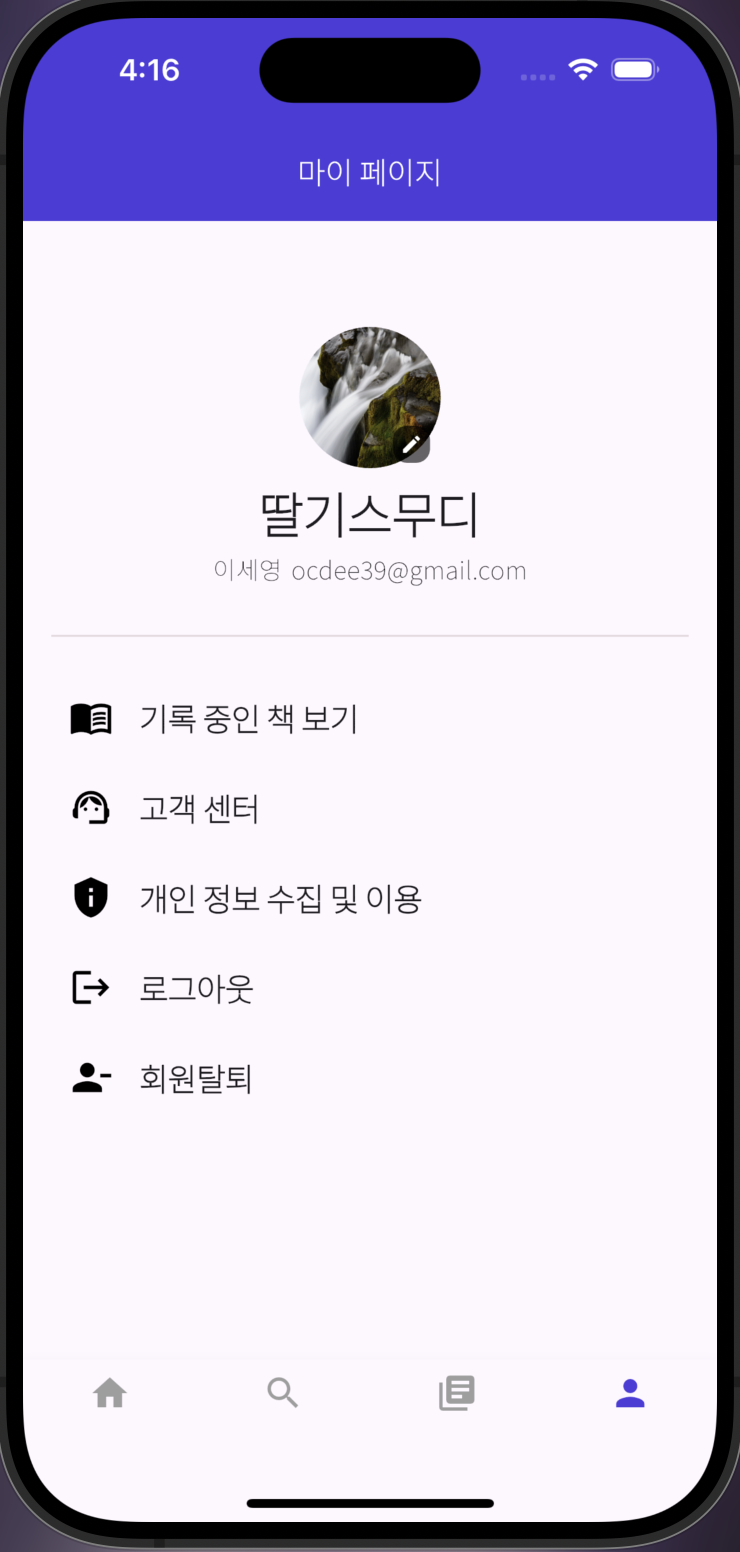 4:16
마이 페이지
딸기스무디
이세영 ocdee39@gmail.com
기록 중인 책 보기
고객 센터
개인 정보 수집 및 이용
로그아웃
회원탈퇴